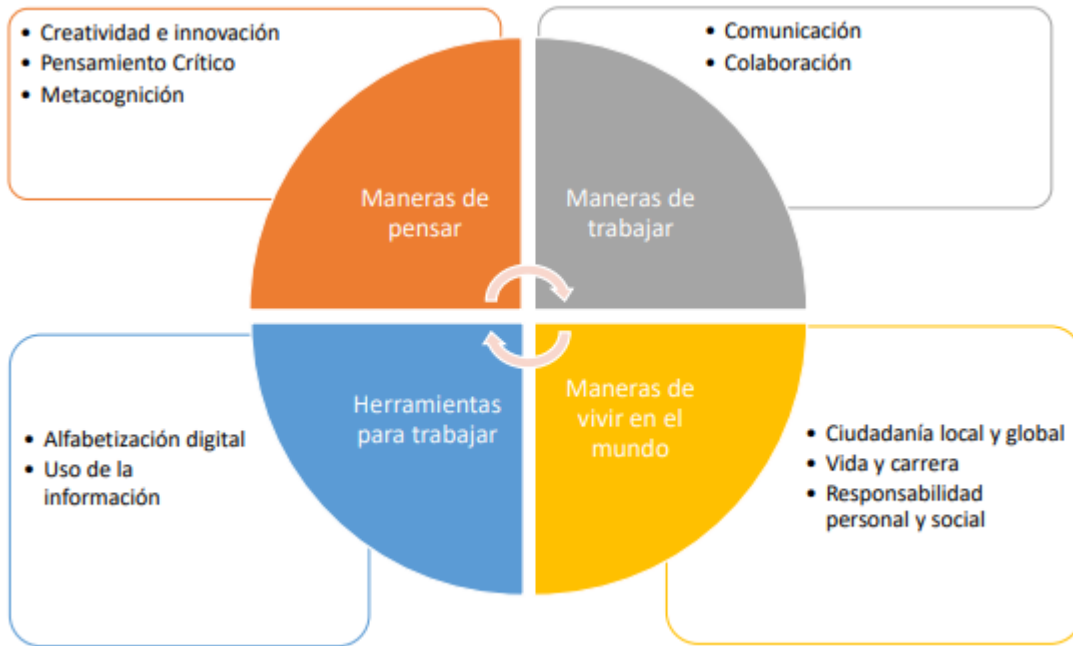 • Creatividad e innovación
• Pensamiento Crítico
• Metacognición
• Comunicación
• Colaboración
Maneras de
pensar
Maneras de
trabajar
Herramientas
para trabajar
Maneras de
vivir en el
mundo
• Alfabetización digital
• Uso de la
información
• Ciudadanía local y global
• Vida y carrera
• Responsabilidad
personal y social